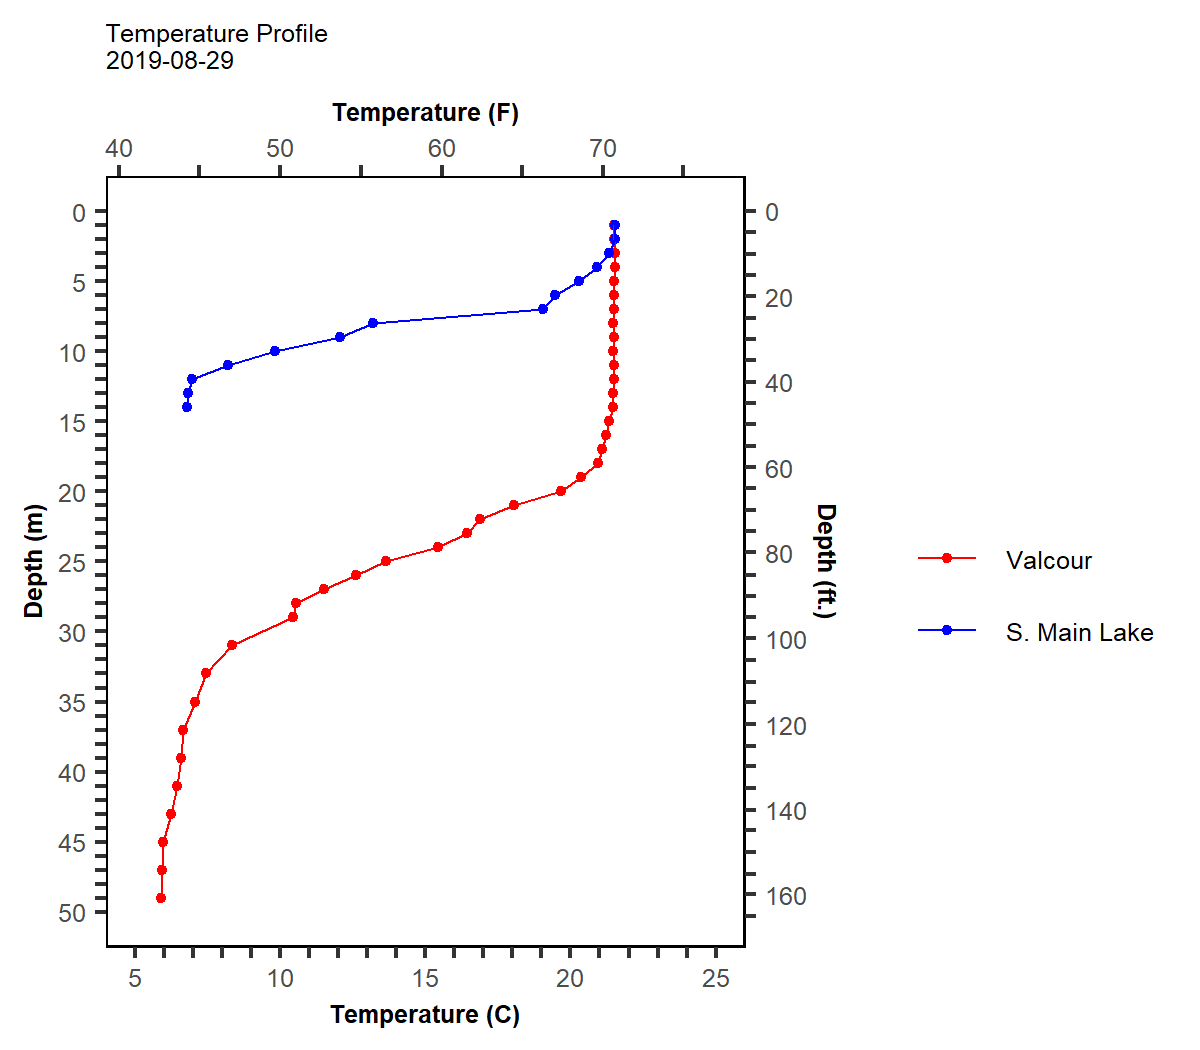 Temperature Profile
2019-08-29
Temperature (F)
40 50 60 70
0
5
10
15
20
25
30
35
40
45
50
Depth (m)
0
20
40
60
80
100
120
140
160
Depth (ft.)
Valcour
S. Main Lake
5 10 15 20 25
Temperature (C)